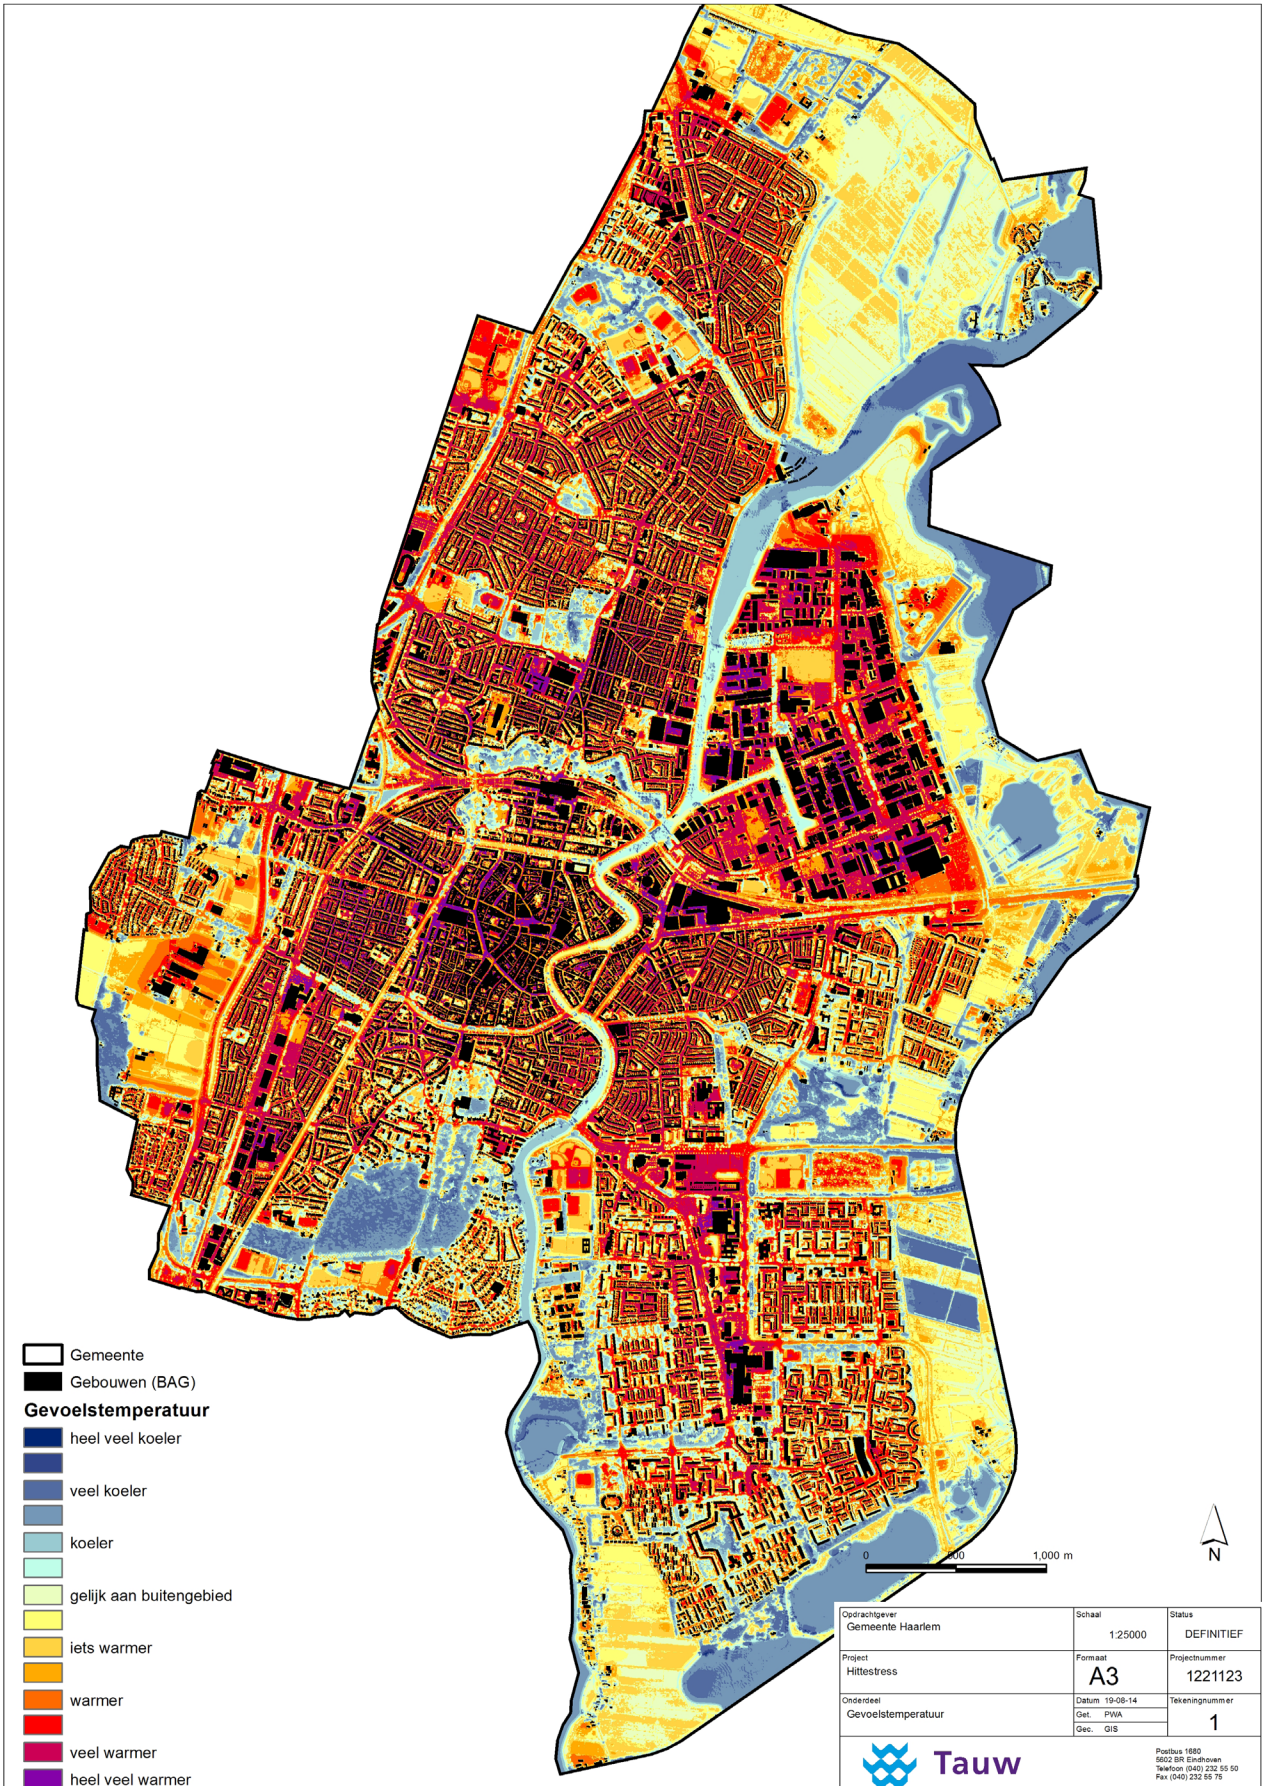 Gemeente
Gebouwen (BAG)
Gevoelstemperatuur
heel veel koeler
veel koeler
koeler
gelijk aan buitengebied
iets warmer
warmer
veel warmer
heel veel warmer
0 500 1,000 m
N
Opdrachtgever
Gemeente Haarlem
Schaal
1:25000
Status
DEFINITIEF
Project
Hittestress
Formaat
A3
Projectnummer
1221123
Onderdeel
Gevoelstemperatuur
Datum 19-08-14
Get. PWA
Gec. GIS
Tekeningnummer
1
Tauw
Postbus 1680
5602 BR Eindhoven
Telefoon (040) 232 55 50
Fax (040) 232 55 75